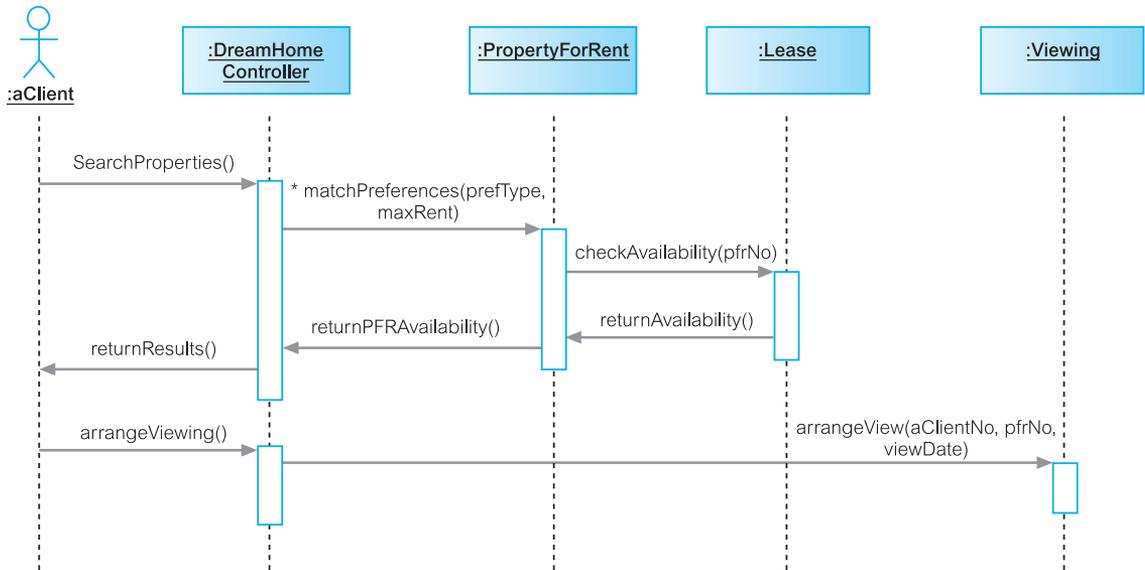 :aClient
:DreamHome
Controller
:PropertyForRent
:Lease
:Viewing
SearchProperties()
* matchPreferences(prefType,
maxRent)
checkAvailability(pfrNo)
returnAvailability()
returnPFRAvailability()
returnResults()
arrangeViewing()
arrangeView(aClientNo, pfrNo,
viewDate)